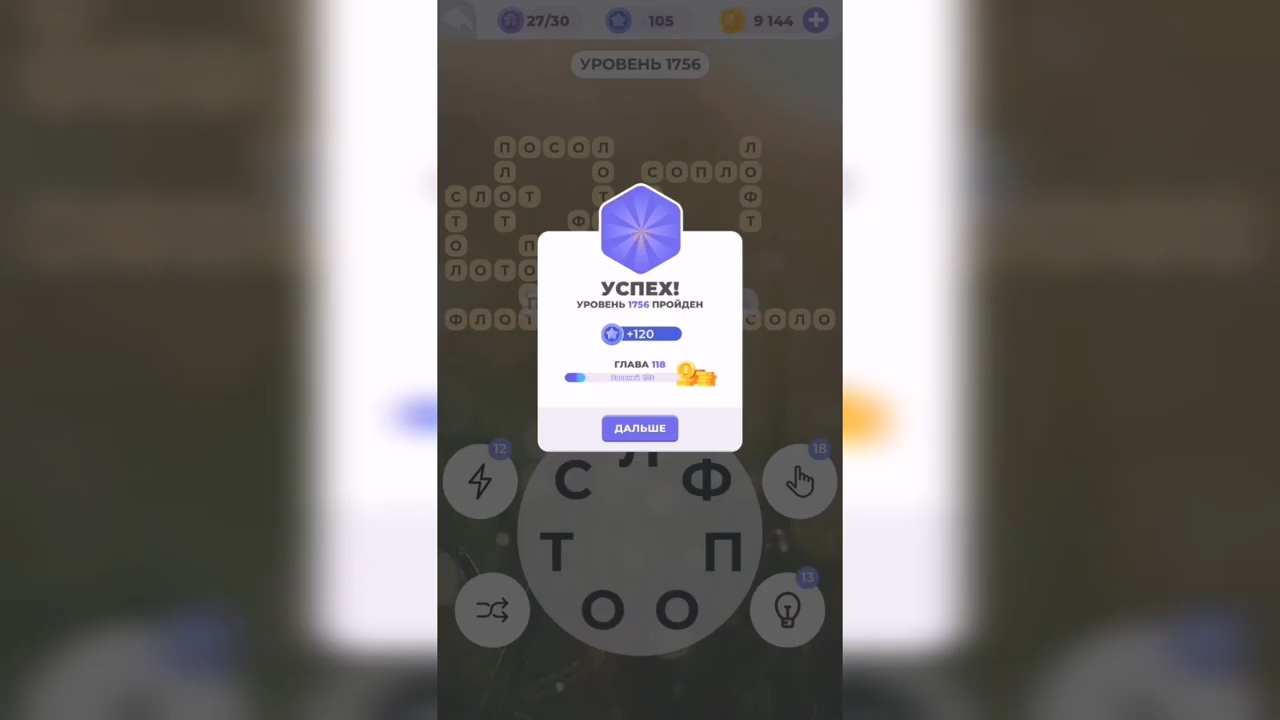 27/30
105
9 144
УРОВЕНЬ 1756
ПОСОЛ
Л
Л
О
СОПЛО
СЛОТ
Т
Ф
Т
Т
Ф
Т
О
П
ЛОТО
ФЛОТ
СОЛО
УСПЕХ!
УРОВЕНЬ 1756 ПРОЙДЕН
+120
ГЛАВА 118
ДАЛЬШЕ
12
18
С
Л
Ф
Т
П
О
О
13